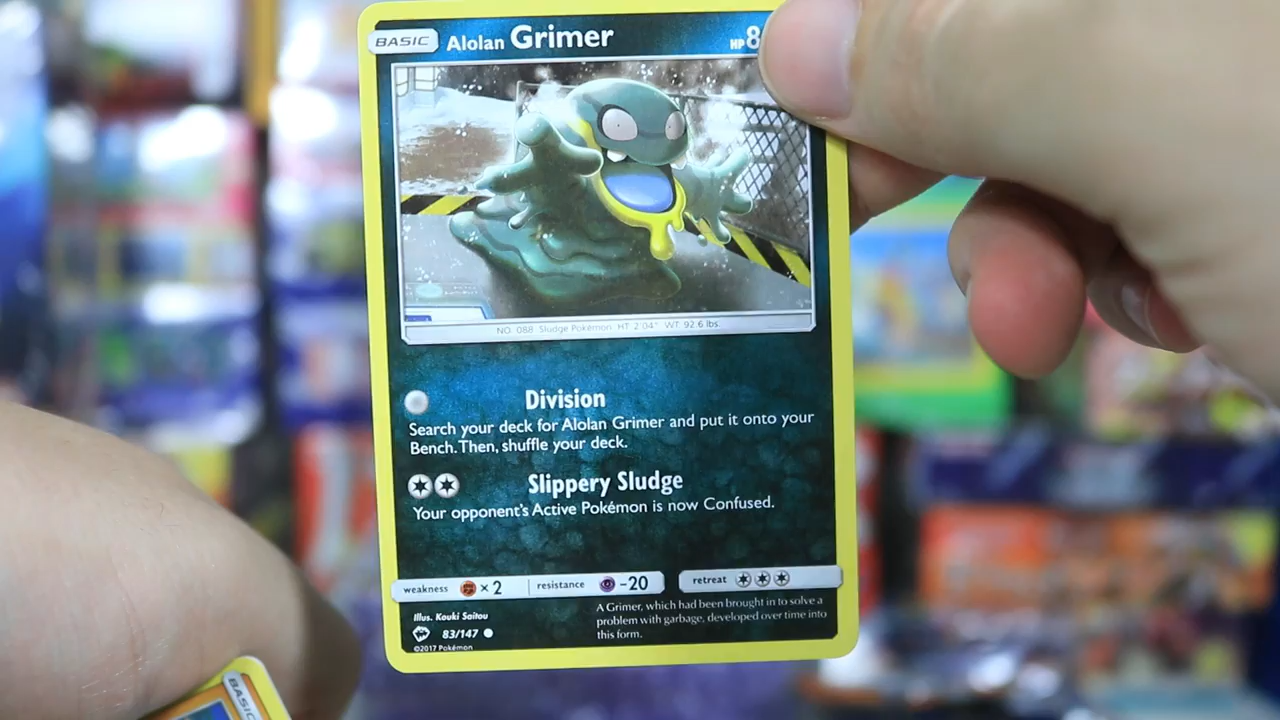 BASIC Alolan Grimer HP 8
NO. 088 Sludge Pokémon HT 2'04" WT 92.6 lbs.
Division
Search your deck for Alolan Grimer and put it onto your
Bench. Then, shuffle your deck.
Slippery Sludge
Your opponent's Active Pokémon is now Confused.
weakness ×2 resistance -20 retreat
Illus. Kouki Saitou
83/147
©2017 Pokémon
A Grimer, which had been brought in to solve a
problem with garbage, developed over time into
this form.
BASIC